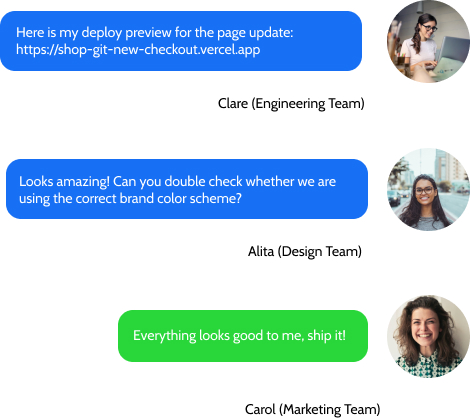 Here is my deploy preview for the page update:
https://shop-git-new-checkout.vercel.app
Clare (Engineering Team)
Looks amazing! Can you double check whether we are
using the correct brand color scheme?
Alita (Design Team)
Everything looks good to me, ship it!
Carol (Marketing Team)